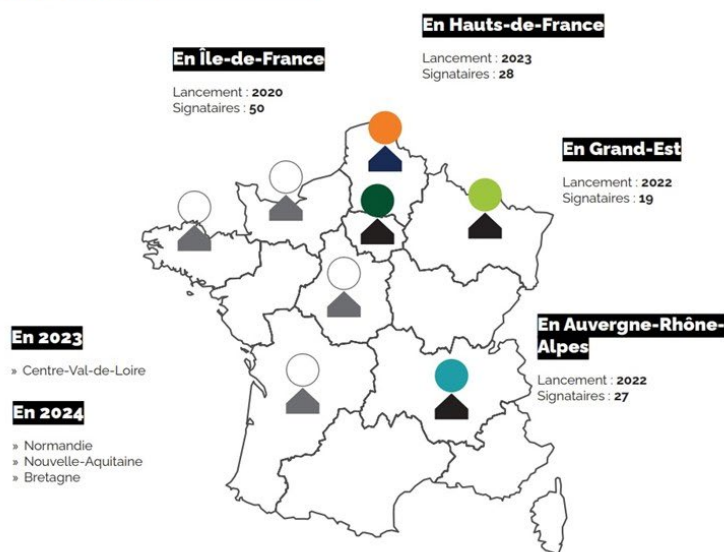 En Hauts-de-France
Lancement : 2023
Signataires : 28
En Île-de-France
Lancement : 2020
Signataires : 50
En Grand-Est
Lancement : 2022
Signataires : 19
En Auvergne-Rhône-
Alpes
Lancement : 2022
Signataires : 27
En 2023
» Centre-Val-de-Loire
En 2024
» Normandie
» Nouvelle-Aquitaine
» Bretagne